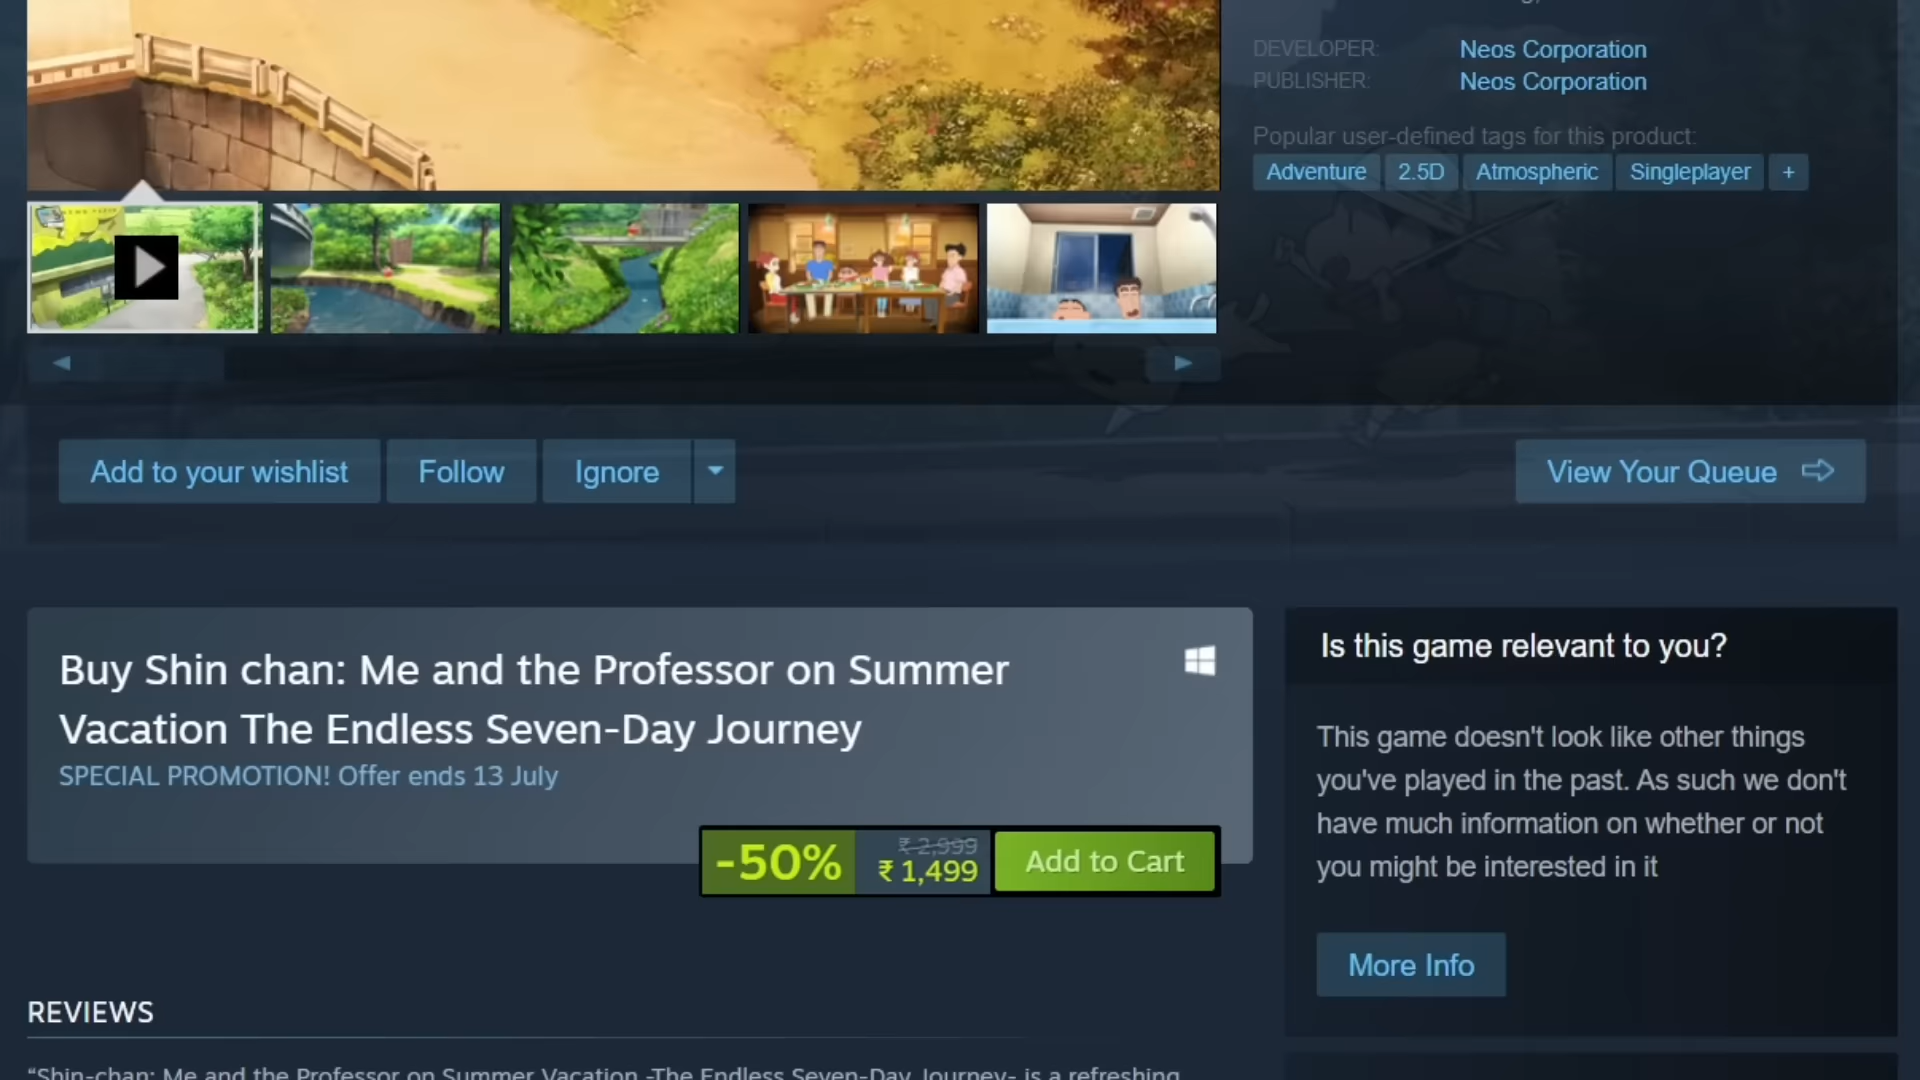 DEVELOPER: Neos Corporation
PUBLISHER: Neos Corporation
Popular user-defined tags for this product:
Adventure 2.5D Atmospheric Singleplayer +
Add to your wishlist Follow Ignore View Your Queue
Buy Shin chan: Me and the Professor on Summer
Vacation The Endless Seven-Day Journey
SPECIAL PROMOTION! Offer ends 13 July
-50% ₹ 2,999 ₹ 1,499 Add to Cart
Is this game relevant to you?
This game doesn't look like other things
you've played in the past. As such we don't
have much information on whether or not
you might be interested in it
More Info
REVIEWS
“Shin-chan: Me and the Professor on Summer Vacation -The Endless Seven-Day Journey- is a refreshing